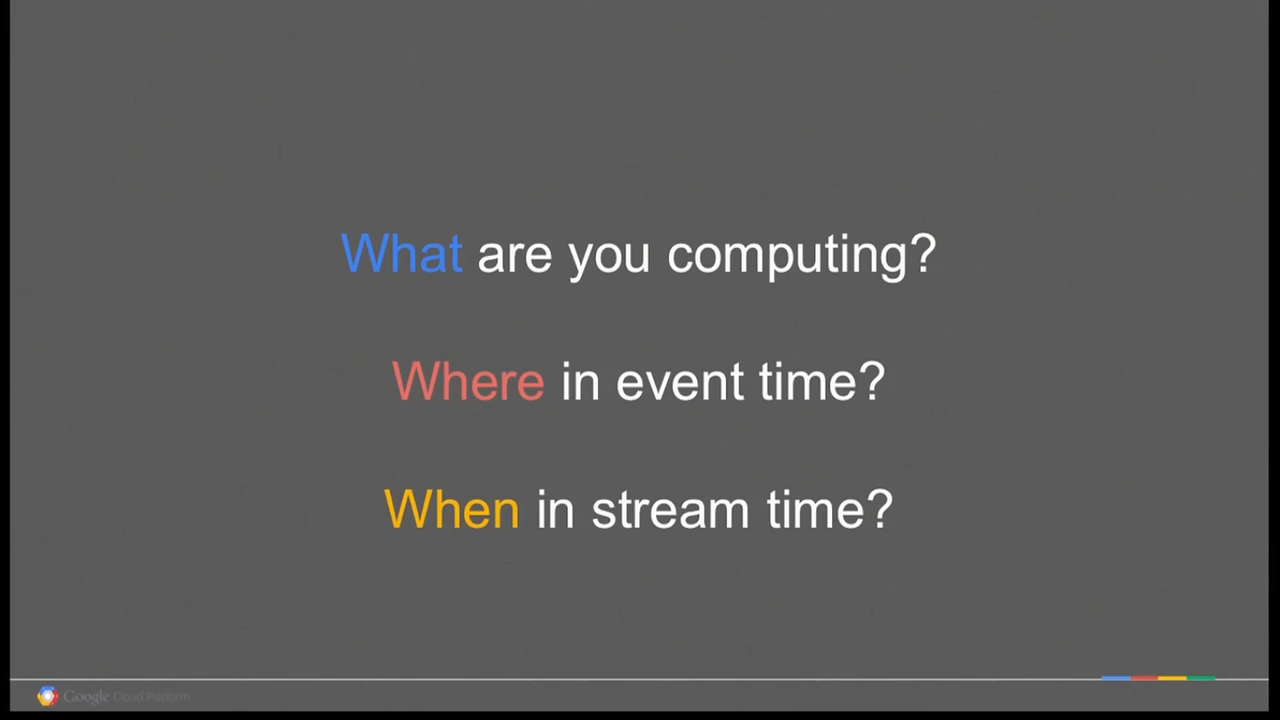 What are you computing?
Where in event time?
When in stream time?
Google Cloud Platform